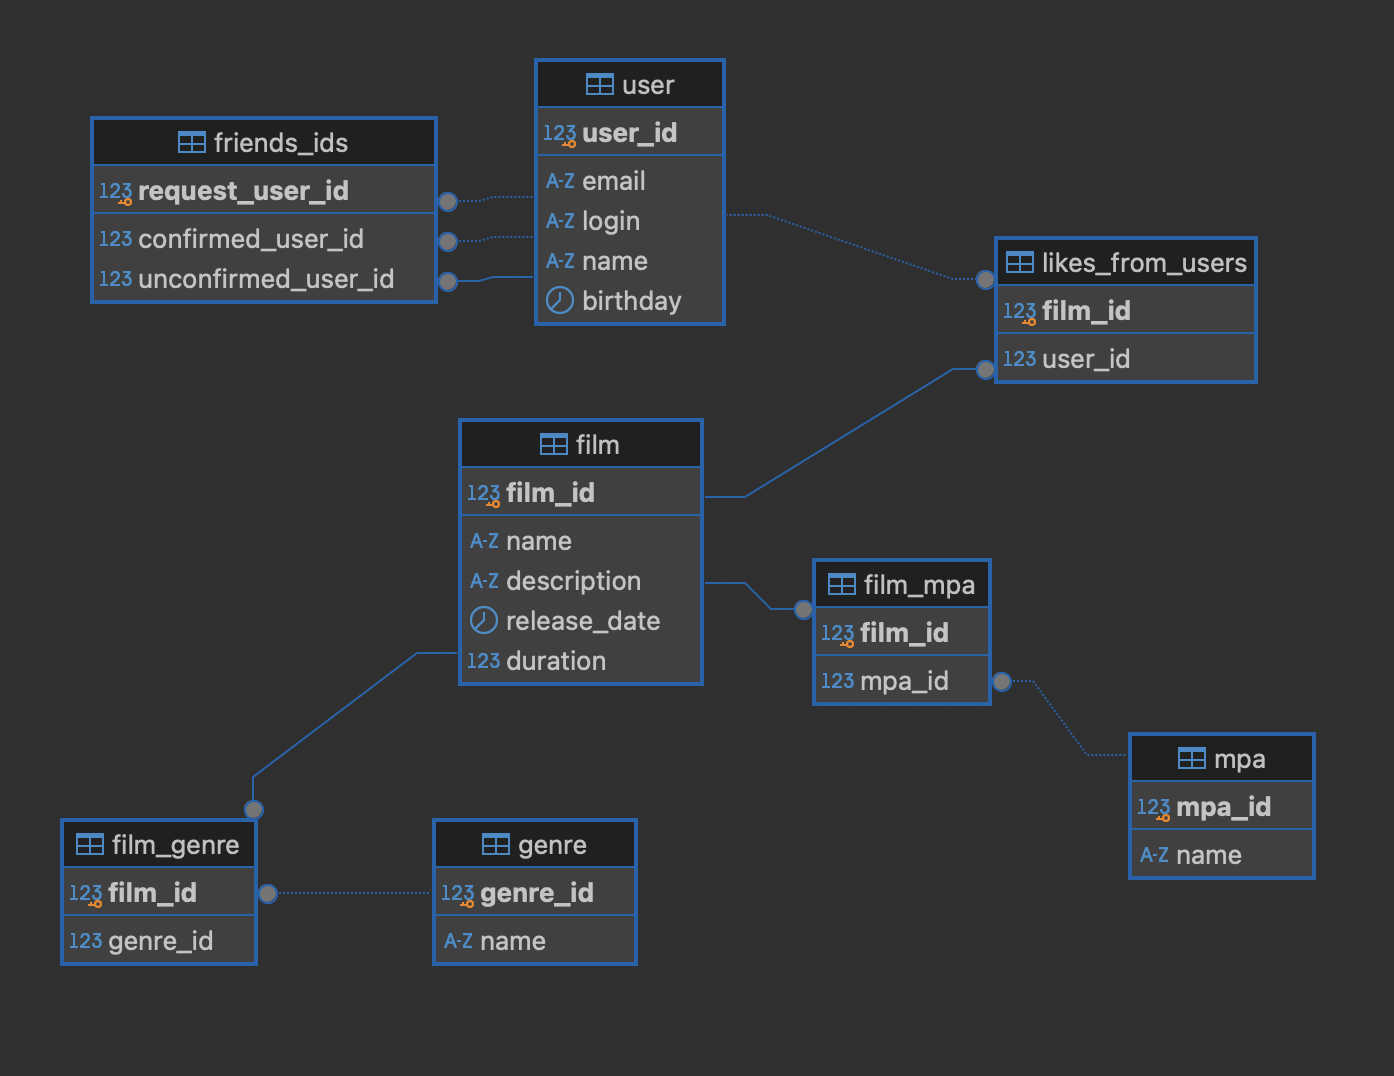 user
123 user_id
A-Z email
A-Z login
A-Z name
birthday
friends_ids
123 request_user_id
123 confirmed_user_id
123 unconfirmed_user_id
likes_from_users
123 film_id
123 user_id
film
123 film_id
A-Z name
A-Z description
release_date
123 duration
film_mpa
123 film_id
123 mpa_id
mpa
123 mpa_id
A-Z name
film_genre
123 film_id
123 genre_id
genre
123 genre_id
A-Z name